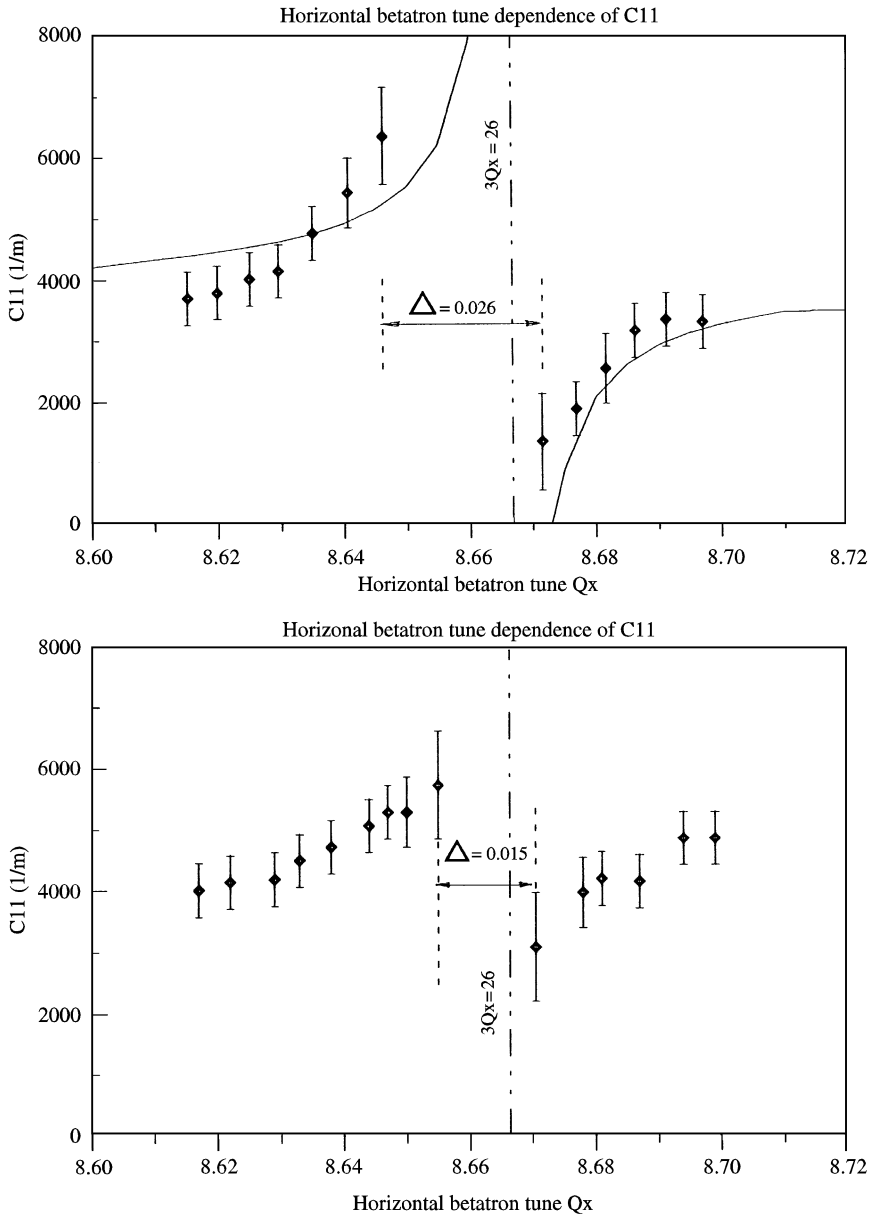 Horizontal betatron tune dependence of C11
8000
6000
4000
2000
0
C11 (1/m)
3Qx = 26
△ = 0.026
8.60 8.62 8.64 8.66 8.68 8.70 8.72
Horizontal betatron tune Qx
Horizonal betatron tune dependence of C11
8000
6000
4000
2000
0
C11 (1/m)
△ = 0.015
3Qx=26
8.60 8.62 8.64 8.66 8.68 8.70 8.72
Horizontal betatron tune Qx